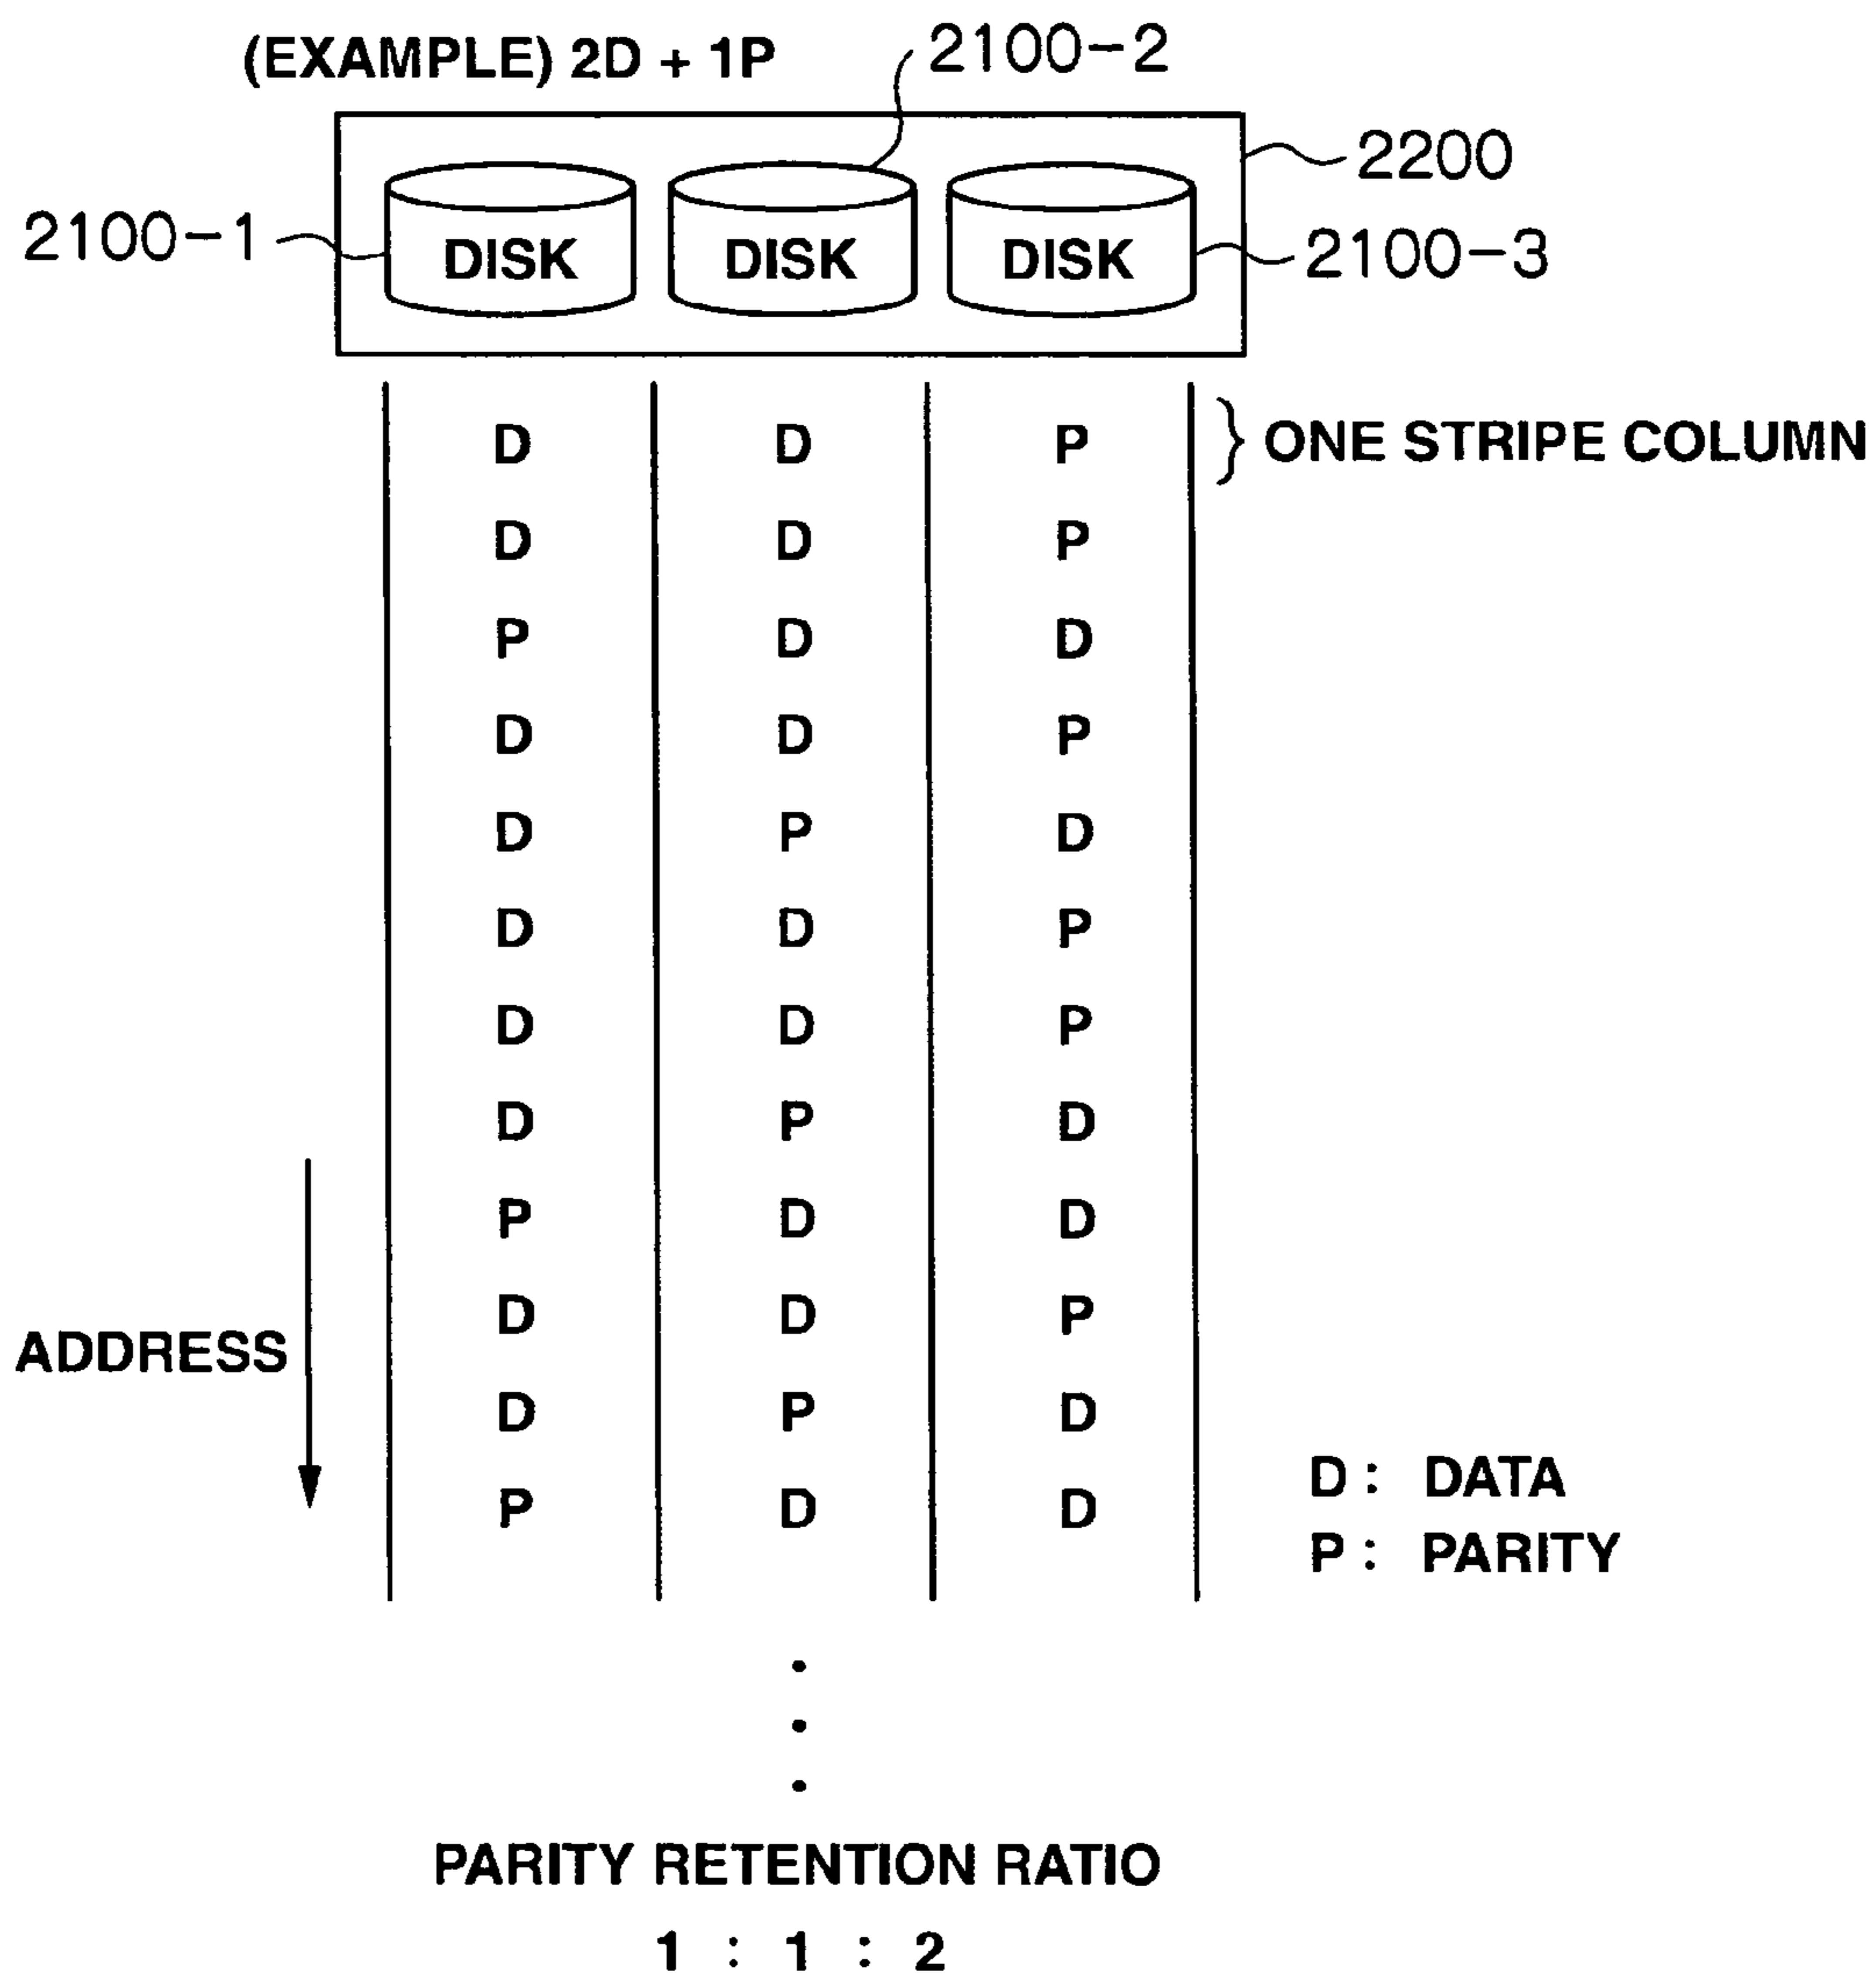 (EXAMPLE) 2D + 1P
2100-2
2200
2100-1
DISK DISK DISK
2100-3
D D P
ONE STRIPE COLUMN
D D P
P D D
D D P
D P D
D D P
D D P
D P D
P D D
D D P
ADDRESS
D P D
P D D
D : DATA
P : PARITY
PARITY RETENTION RATIO
1 : 1 : 2